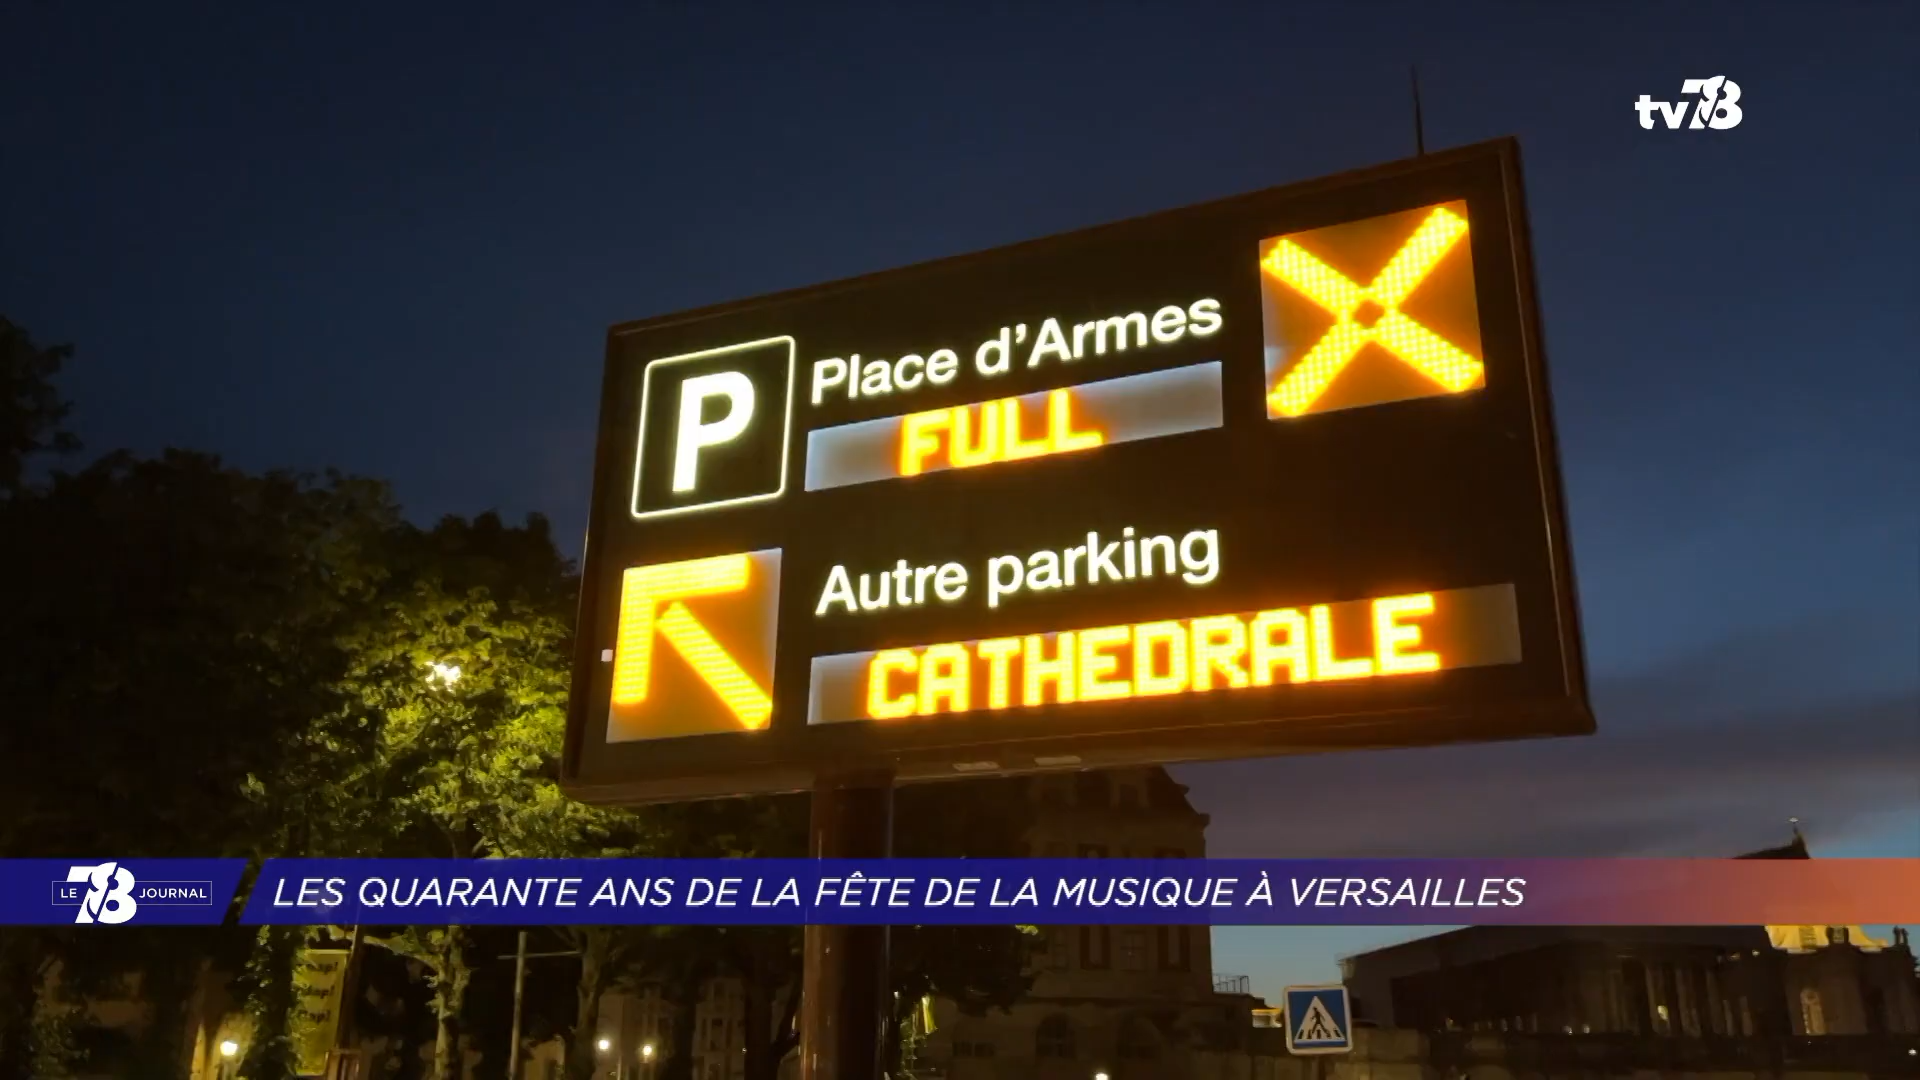 tv78
P
Place d'Armes
FULL
Autre parking
CATHEDRALE
LE 78 JOURNAL
LES QUARANTE ANS DE LA FÊTE DE LA MUSIQUE À VERSAILLES